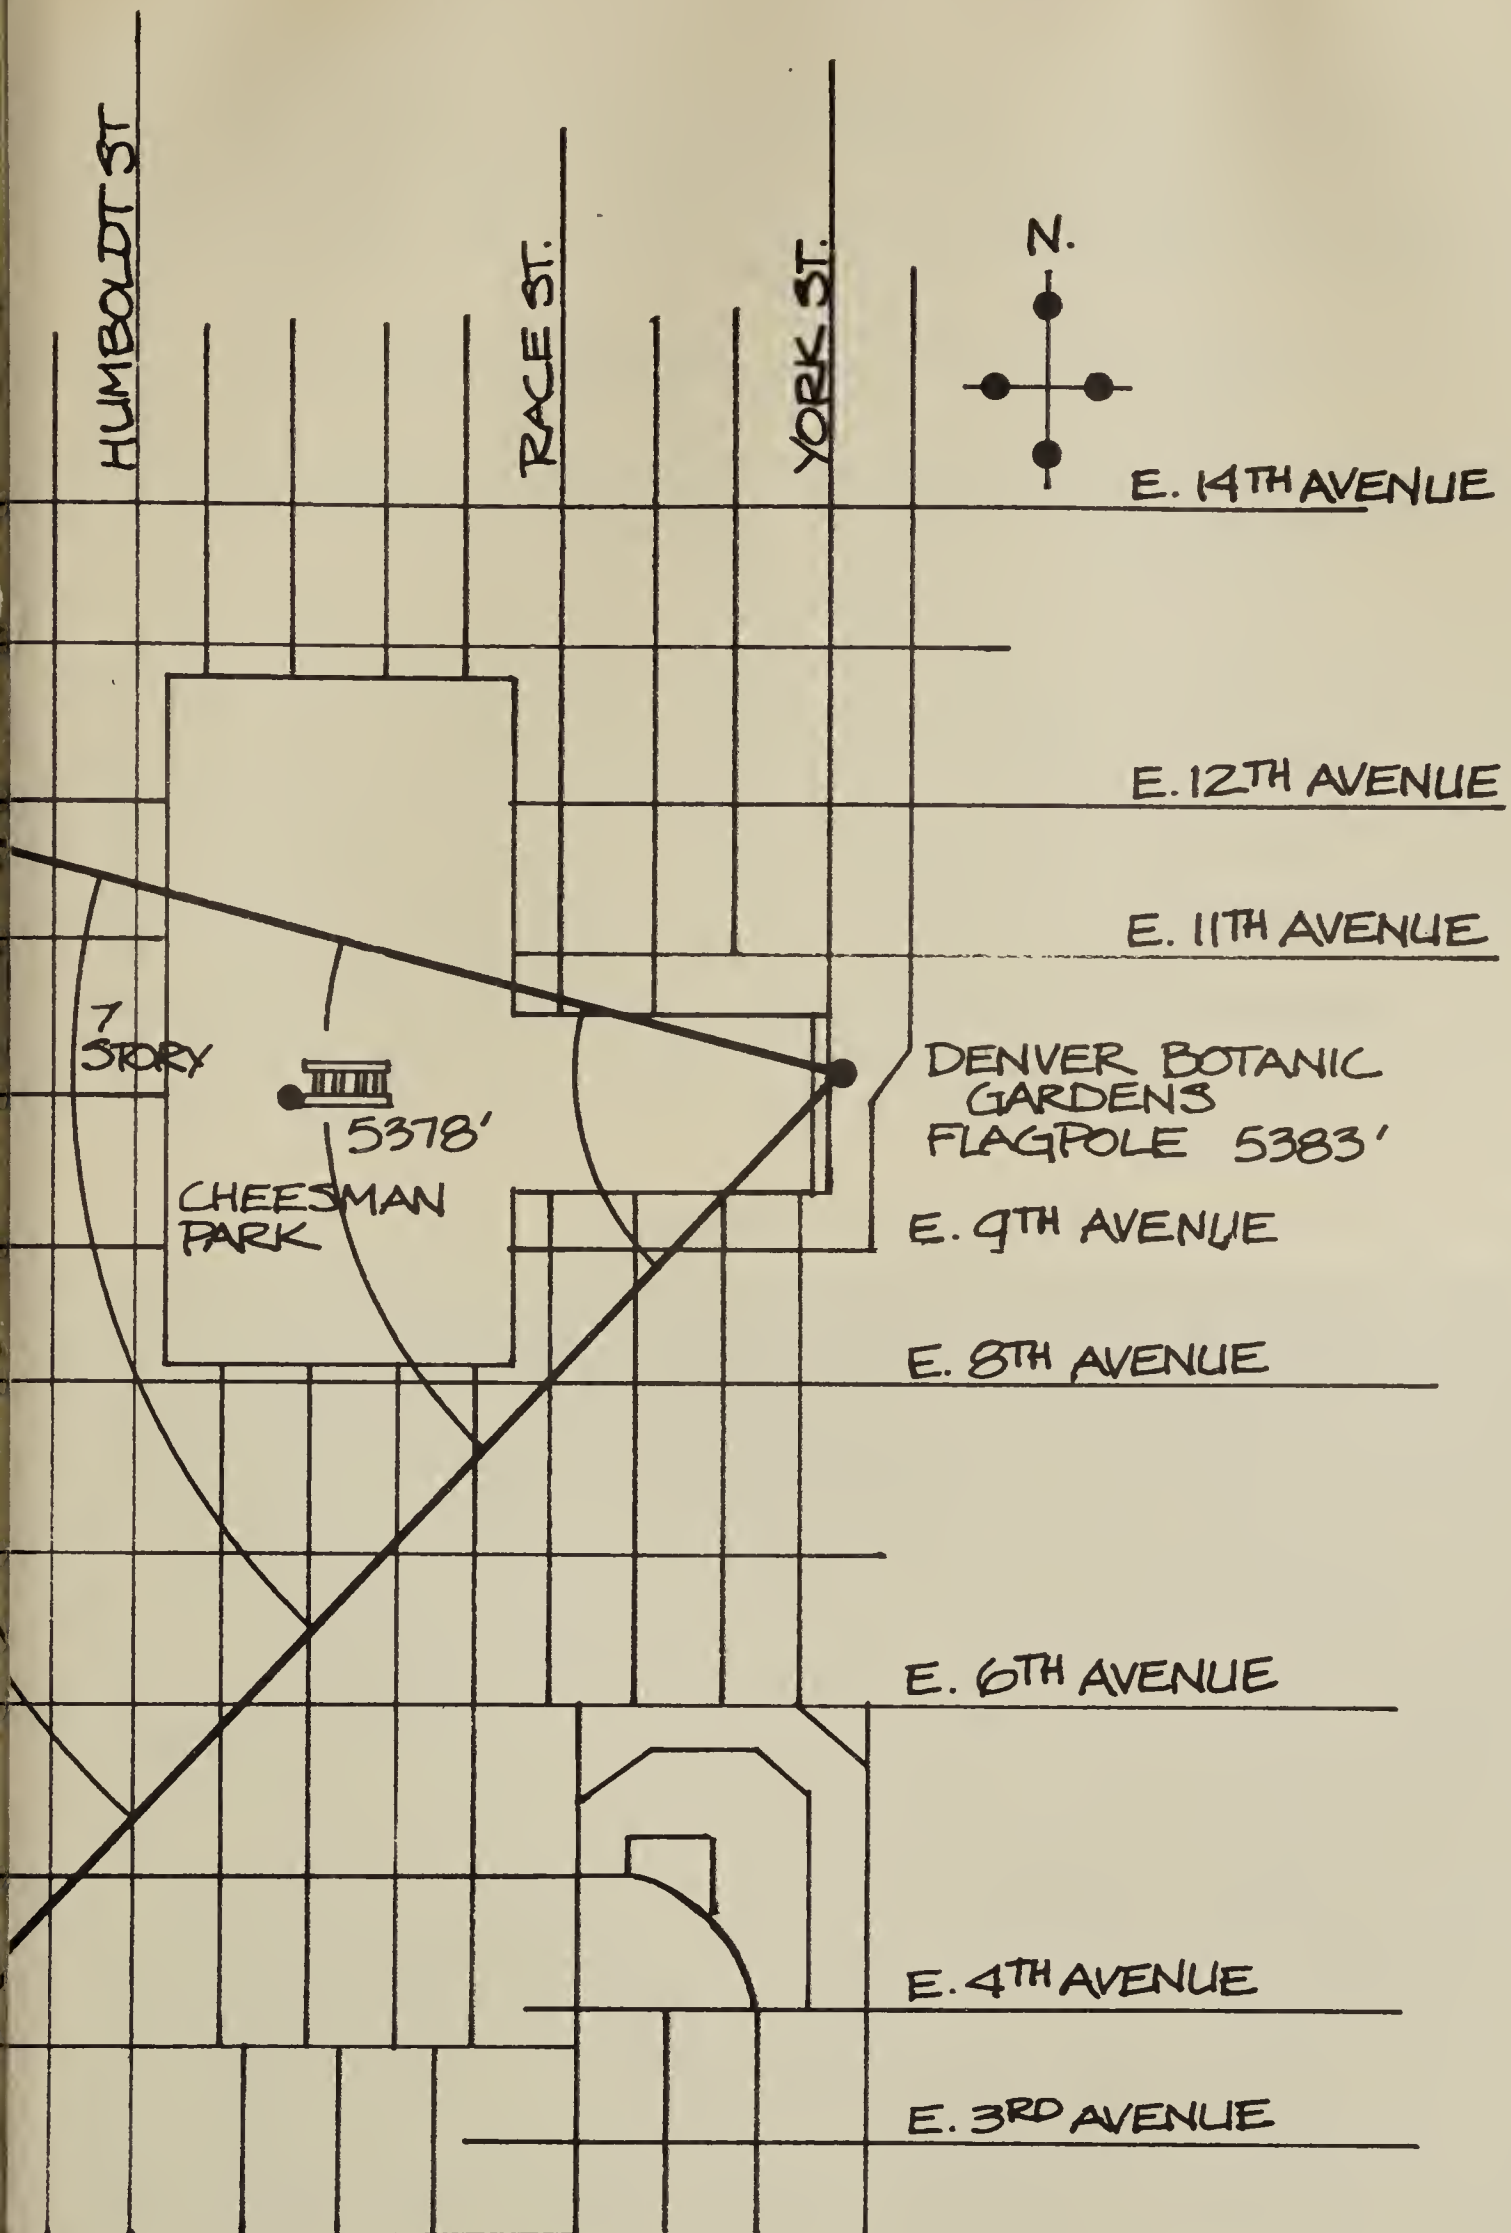 HUMBOLDT ST
RACE ST.
YORK ST.
N.
E. 14TH AVENUE
E. 12TH AVENUE
E. 11TH AVENUE
7
STORY
5378'
DENVER BOTANIC
GARDENS
FLAGPOLE 5383'
CHEESMAN
PARK
E. 9TH AVENUE
E. 8TH AVENUE
E. 6TH AVENUE
E. 4TH AVENUE
E. 3RD AVENUE